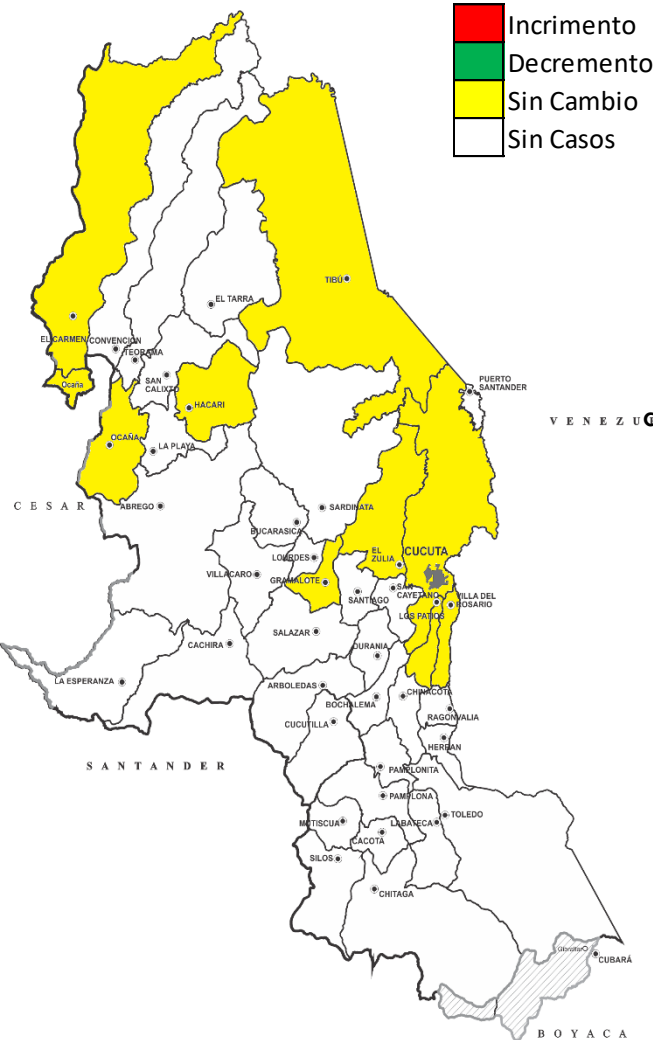 Incrimento
Decremento
Sin Cambio
Sin Casos
TIBÚ
EL TARRA
EL CARMEN
CONVENCIÓN
TEORAMA
SAN
CALIXTO
PUERTO
SANTANDER
Ocaña
HACARI
V E N E Z U
OCAÑA
LA PLAYA
C E S A R
ABREGO
SARDINATA
BUCARASICA
CUCUTA
EL
ZULIA
LOURDES
VILLACARO
GRAMALOTE
SANTIAGO
SAN
CAYETANO
VILLA DEL
ROSARIO
LOS PATIOS
SALAZAR
CACHIRA
DURANIA
LA ESPERANZA
ARBOLEDAS
BOCHALEMA
CHINACOTA
CUCUTILLA
RAGONVALIA
HERRAN
S A N T A N D E R
PAMPLONITA
PAMPLONA
MUTISCUA
LABATECA
TOLEDO
CACOTA
SILOS
CHITAGA
Gibraltar
CUBARÁ
B O Y A C A